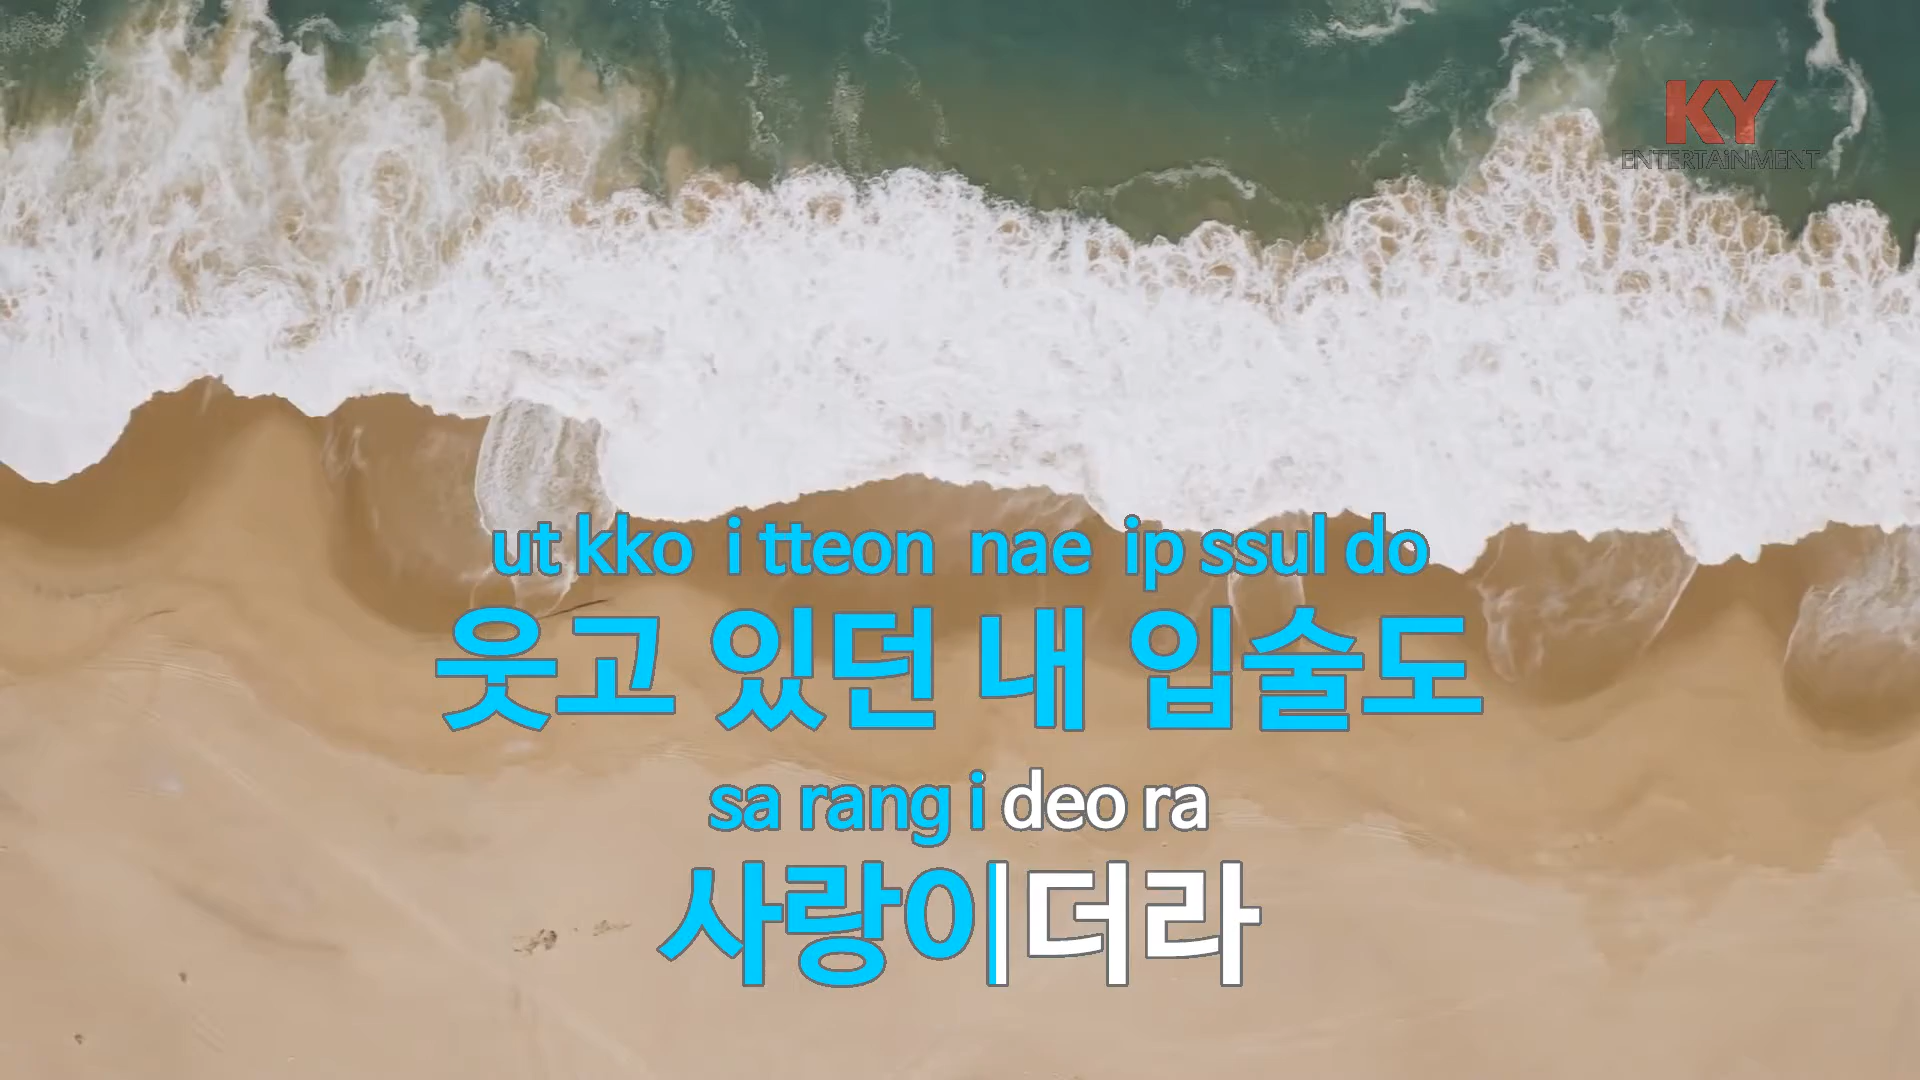 KY
ENTERTAINMENT
ut kko i tteon nae ip ssul do
웃고 있던 내 입술도
sa rang i deo ra
사랑이더라